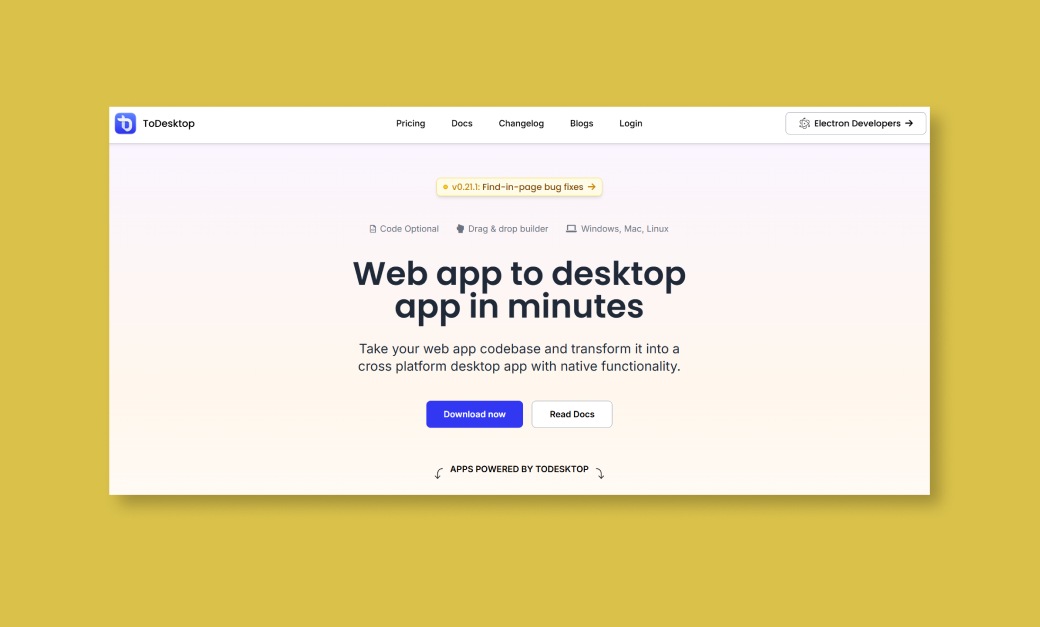 ToDesktop
Pricing
Docs
Changelog
Blogs
Login
Electron Developers →
v0.21.1: Find-in-page bug fixes →
Code Optional
Drag & drop builder
Windows, Mac, Linux
Web app to desktop
app in minutes
Take your web app codebase and transform it into a
cross platform desktop app with native functionality.
Download now
Read Docs
APPS POWERED BY TODESKTOP